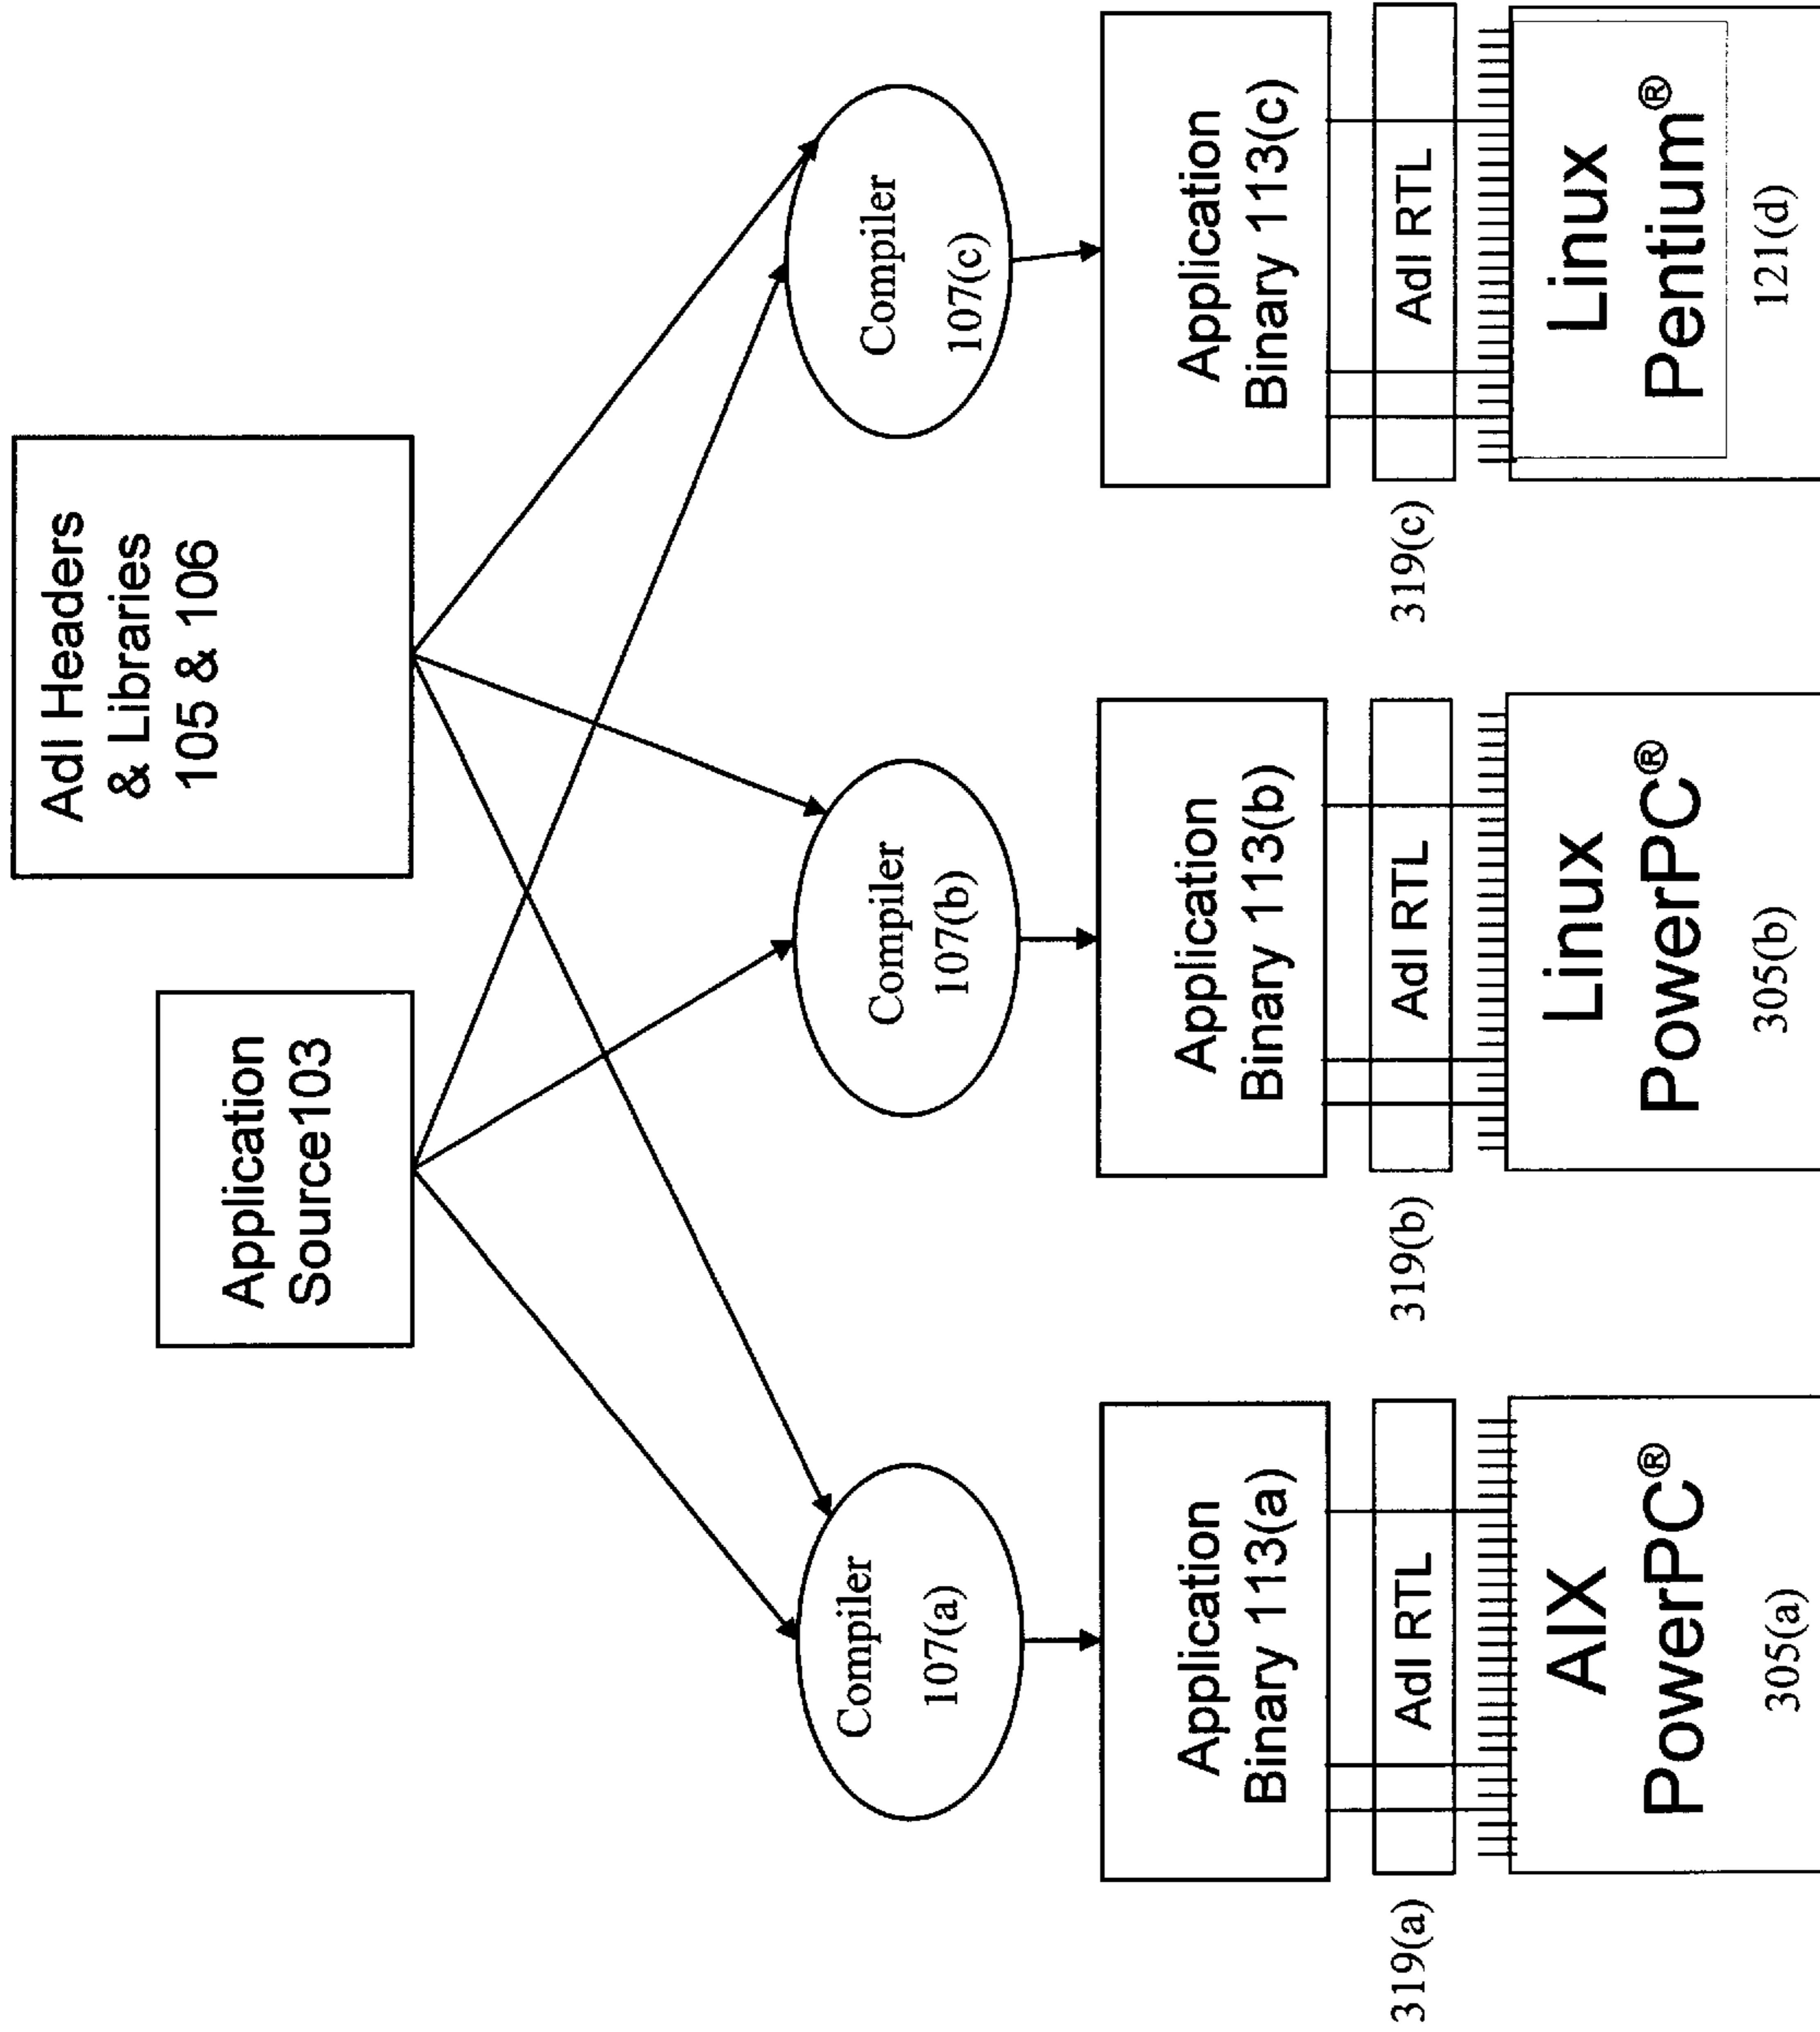 AdI Headers
& Libraries
105 & 106
Application
Source103
Compiler
107(a)
Compiler
107(b)
Compiler
107(c)
Application
Binary 113(a)
Application
Binary 113(b)
Application
Binary 113(c)
319(a)
AdI RTL
319(b)
AdI RTL
319(c)
AdI RTL
AIX
PowerPC®
305(a)
Linux
PowerPC®
305(b)
Linux
Pentium®
121(d)